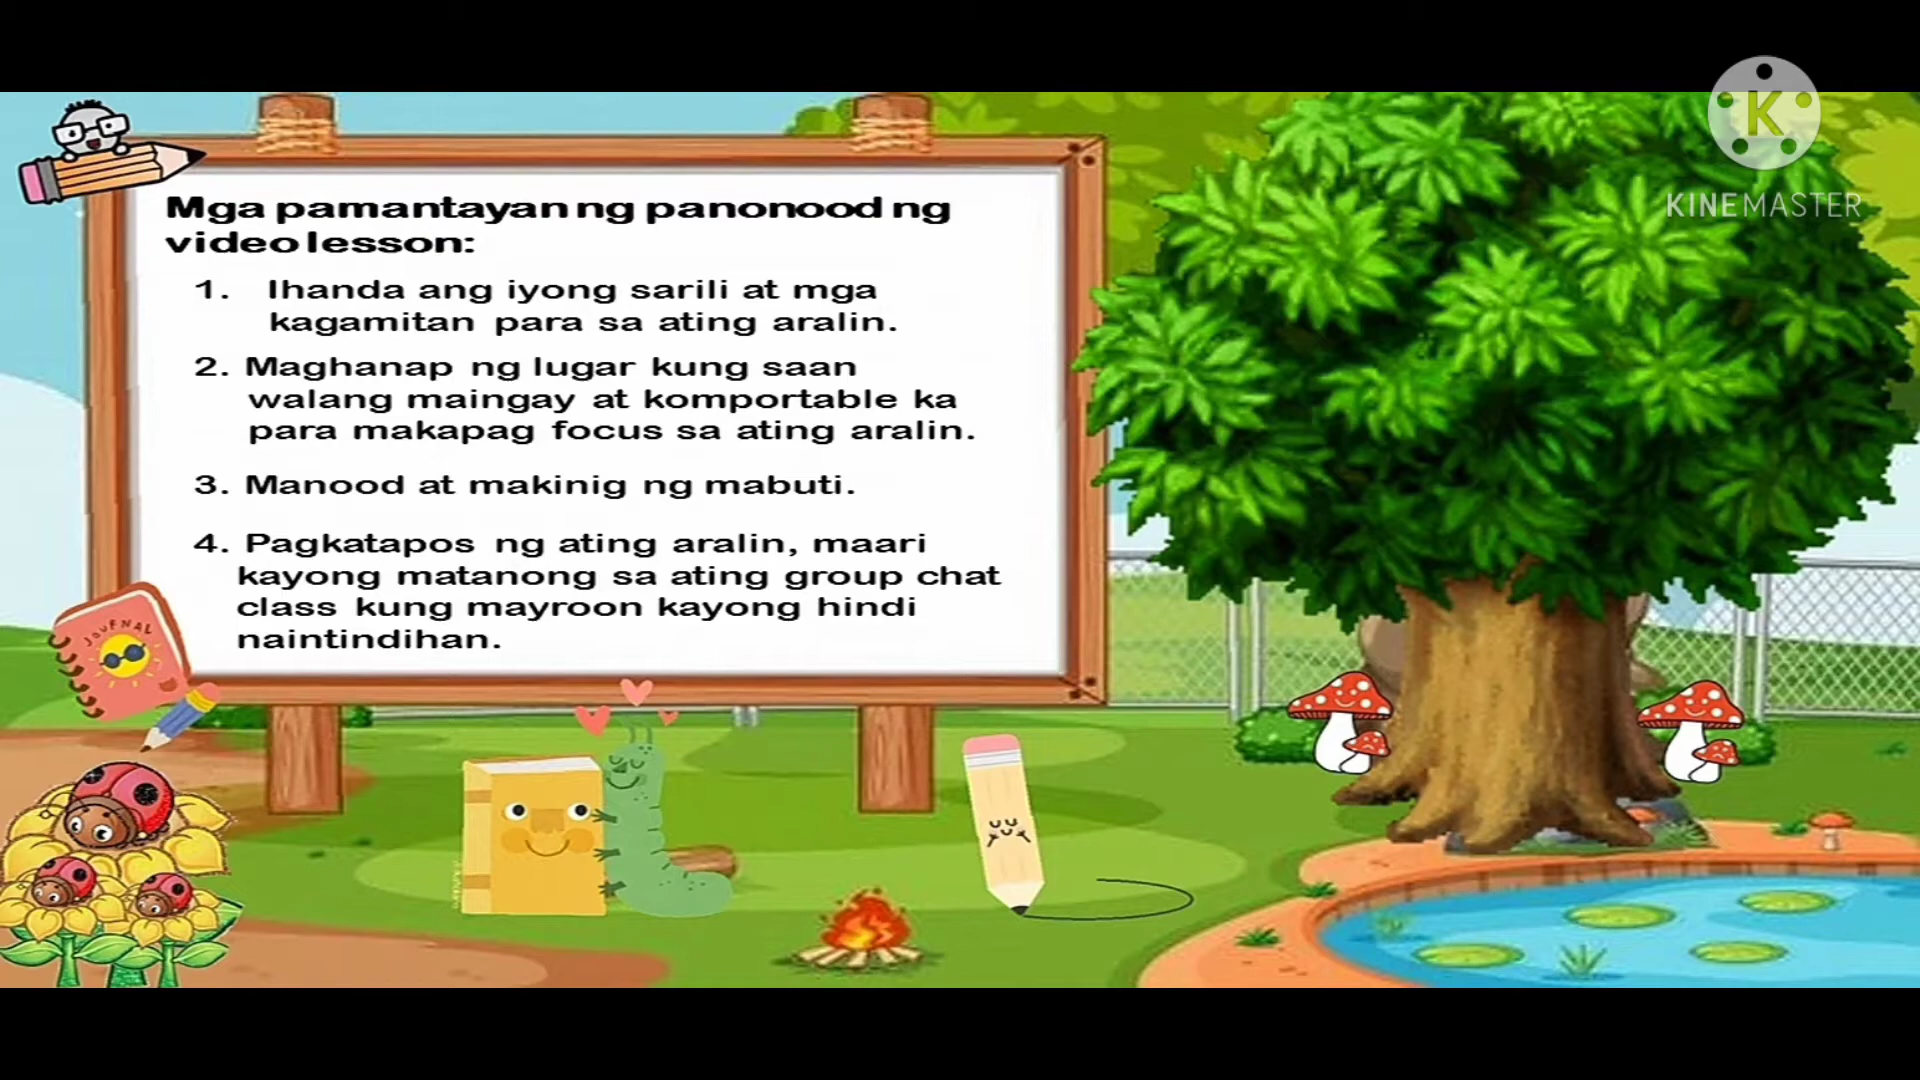 Mga pamantayan ng panonood ng
video lesson:
1. Ihanda ang iyong sarili at mga
kagamitan para sa ating aralin.
2. Maghanap ng lugar kung saan
walang maingay at komportable ka
para makapag focus sa ating aralin.
3. Manood at makinig ng mabuti.
4. Pagkatapos ng ating aralin, maari
kayong matanong sa ating group chat
class kung mayroon kayong hindi
naintindihan.
JOURNAL
K
KINEMASTER